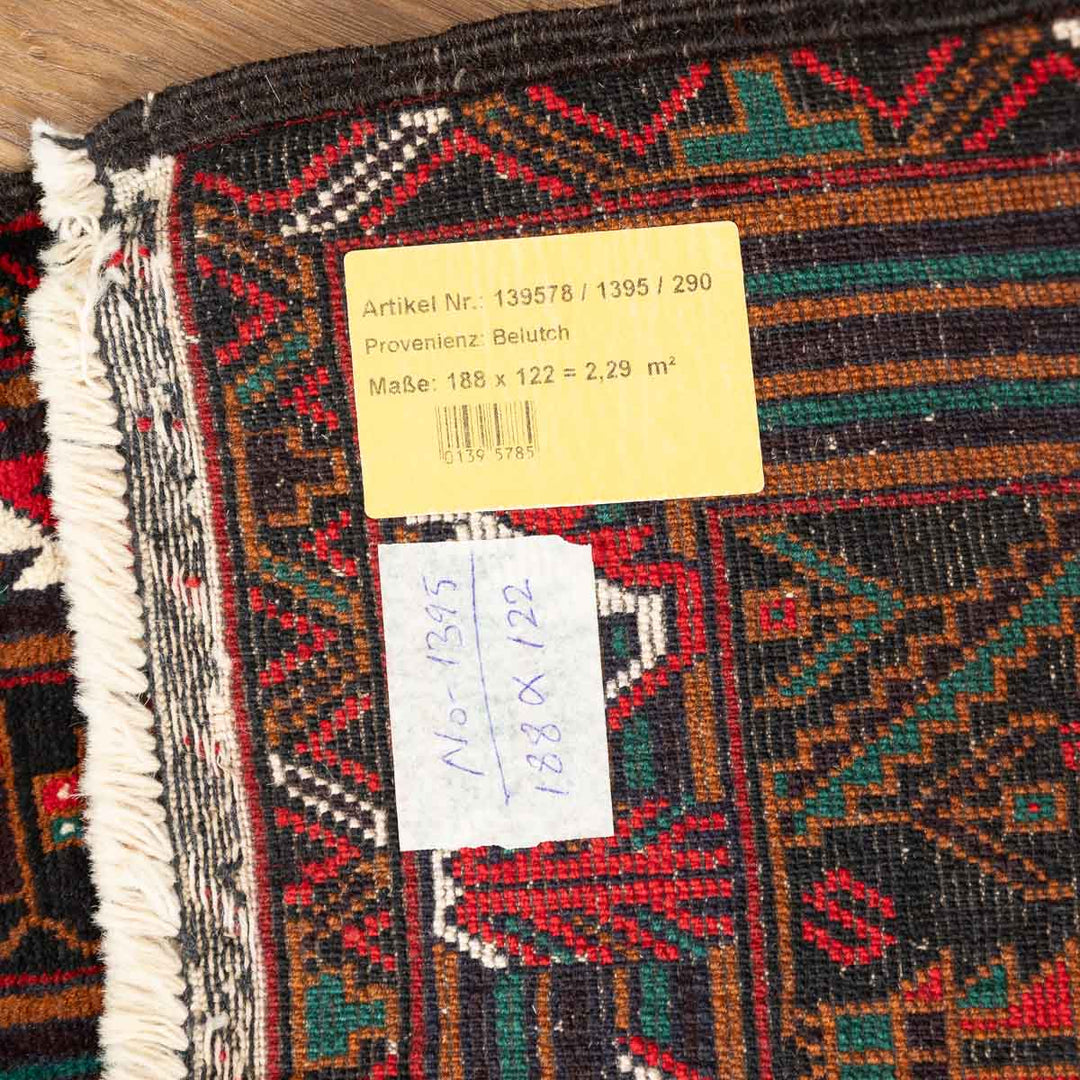 Artikel Nr.: 139578 / 1395 / 290
Provenienz: Belutch
Maße: 188 x 122 = 2,29 m²
0139 5785
No-1395
188 x 122